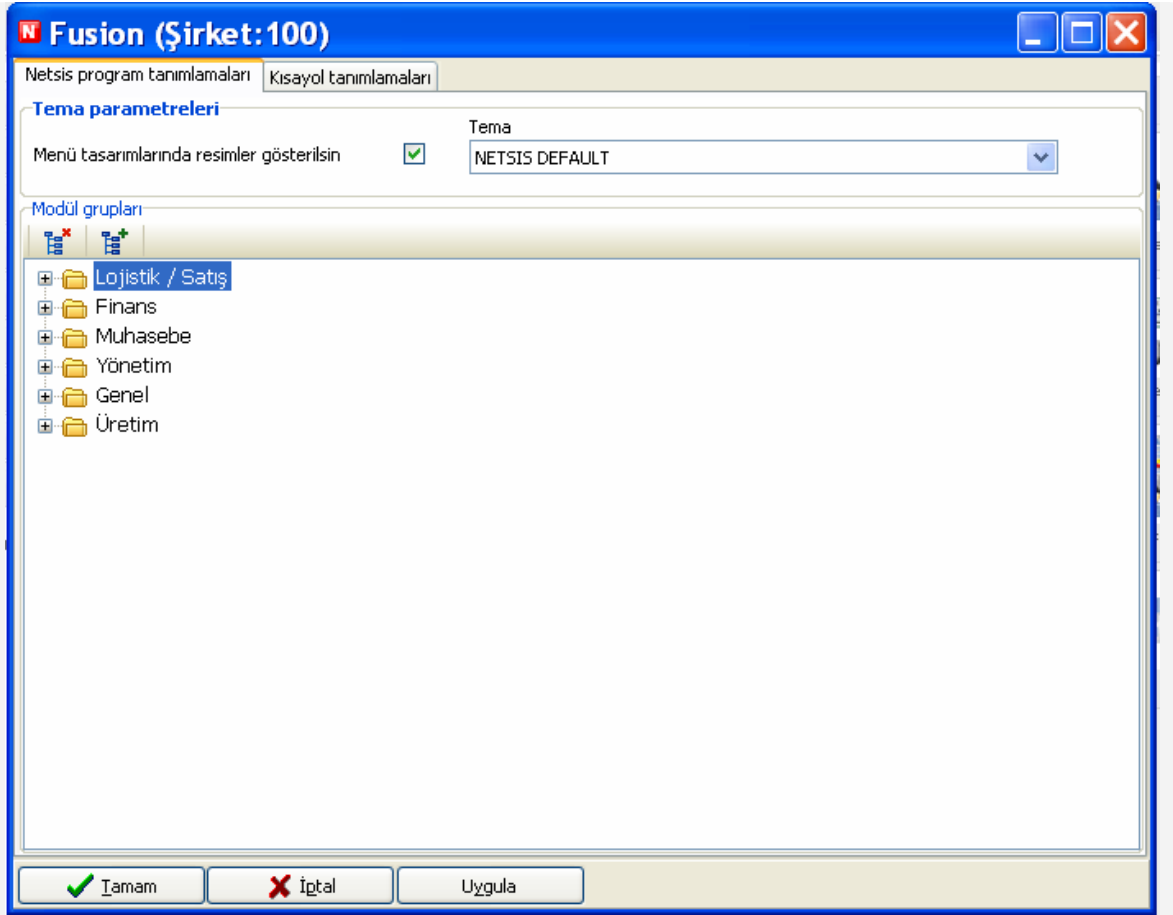 N Fusion (Şirket:100)
Netsis program tanımlamaları Kısayol tanımlamaları
Tema parametreleri
Tema
Menü tasarımlarında resimler gösterilsin NETSIS DEFAULT
Modül grupları
Lojistik / Satış
Finans
Muhasebe
Yönetim
Genel
Üretim
Tamam İptal Uygula